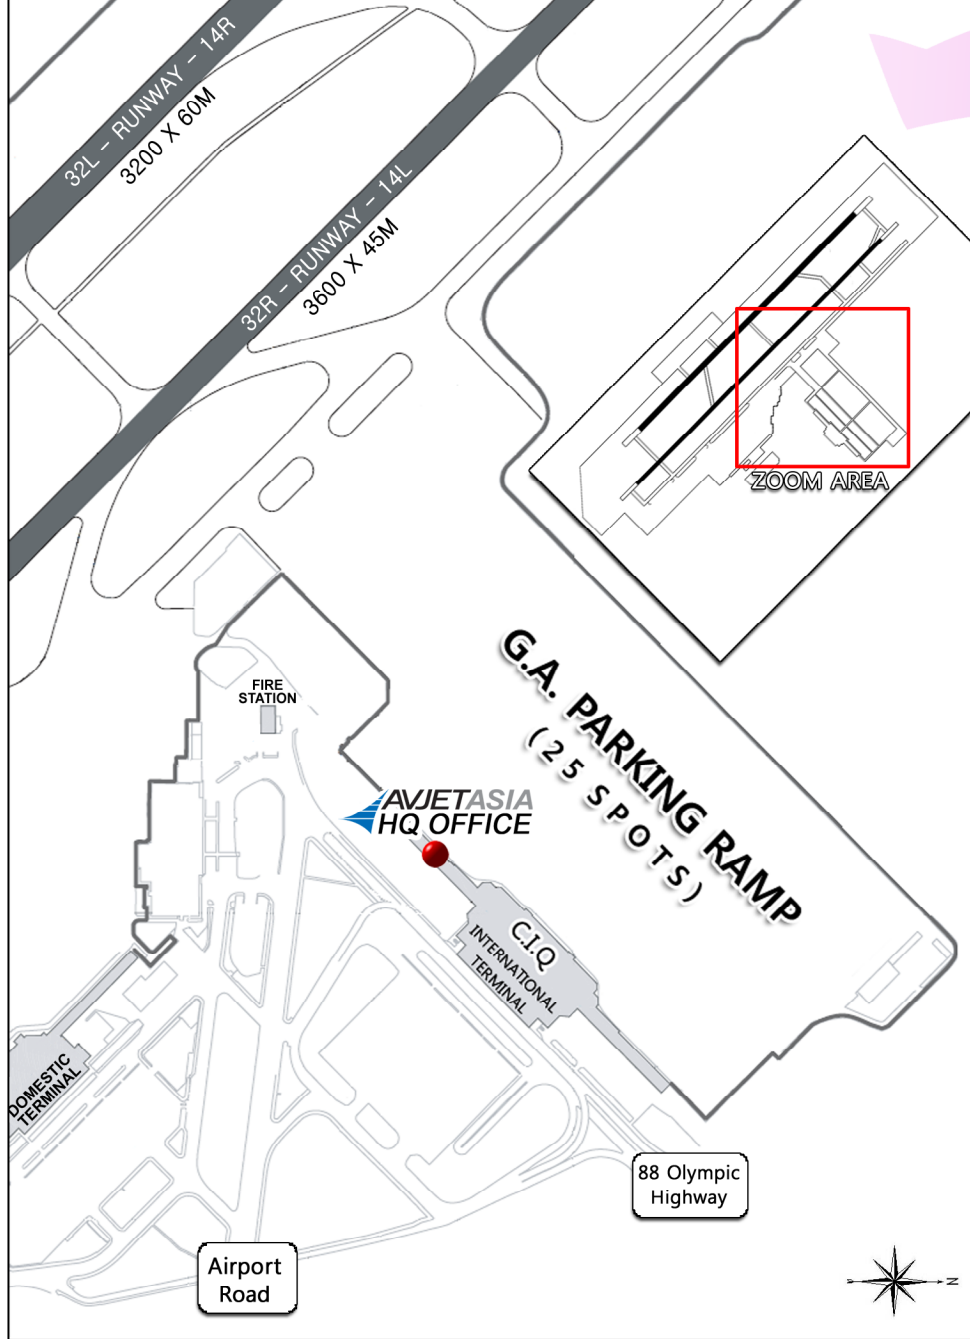 32L - RUNWAY - 14R
3200 X 60M
32R - RUNWAY - 14L
3600 X 45M
ZOOM AREA
G.A. PARKING RAMP
(25 SPOTS)
FIRE
STATION
AVJETASIA
HQ OFFICE
C.I.Q
INTERNATIONAL
TERMINAL
DOMESTIC
TERMINAL
88 Olympic
Highway
Airport
Road
N